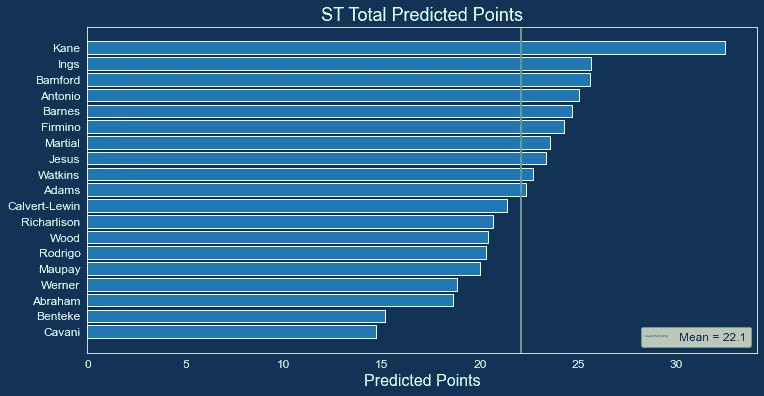 ST Total Predicted Points
Kane
Ings
Bamford
Antonio
Barnes
Firmino
Martial
Jesus
Watkins
Adams
Calvert-Lewin
Richarlison
Wood
Rodrigo
Maupay
Werner
Abraham
Benteke
Cavani
Mean = 22.1
0 5 10 15 20 25 30
Predicted Points